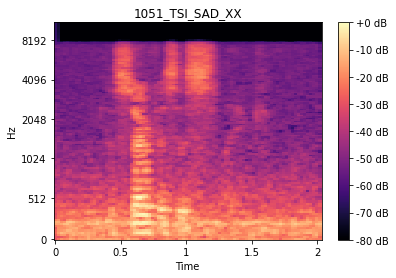 1051_TSI_SAD_XX
+0 dB
8192
-10 dB
4096
-20 dB
-30 dB
2048
Hz
-40 dB
1024
-50 dB
512
-60 dB
-70 dB
0
-80 dB
0
0.5
1
1.5
2
Time